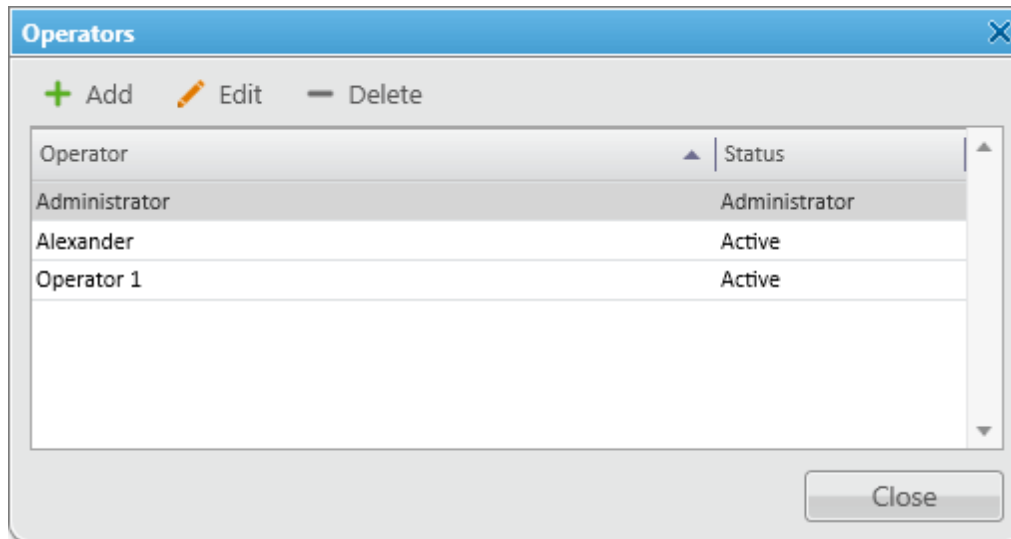 Operators
Add Edit Delete
Operator Status
Administrator Administrator
Alexander Active
Operator 1 Active
Close